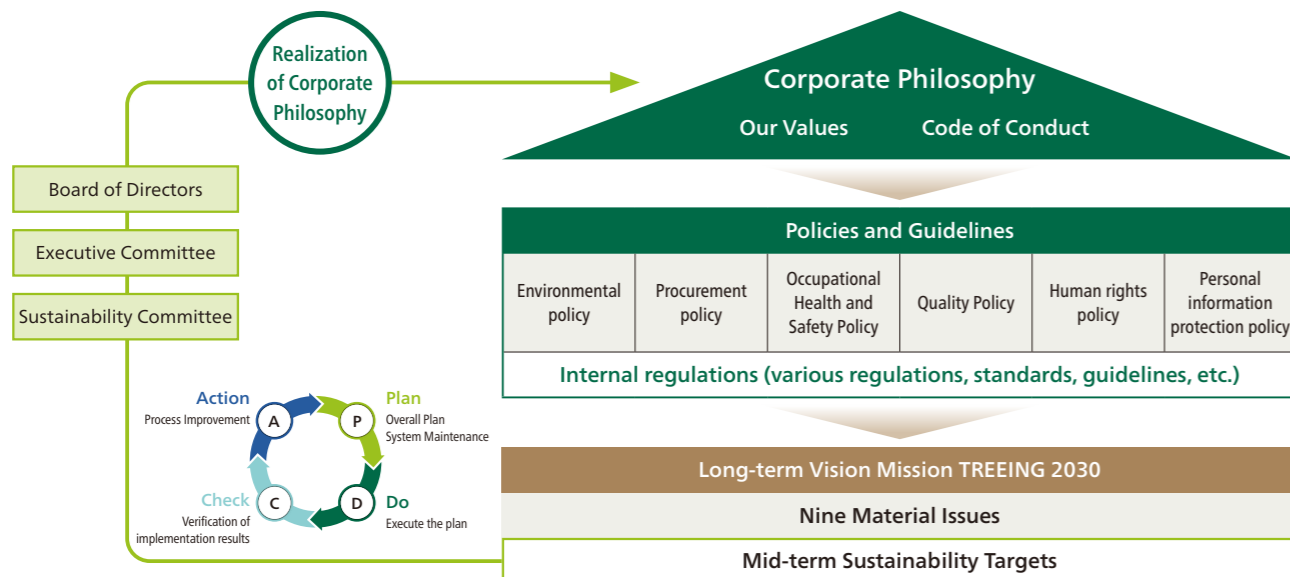 Realization
of Corporate
Philosophy
Corporate Philosophy
Our Values
Code of Conduct
Board of Directors
Executive Committee
Sustainability Committee
Policies and Guidelines
Environmental
policy
Procurement
policy
Occupational
Health and
Safety Policy
Quality Policy
Human rights
policy
Personal
information
protection policy
Internal regulations (various regulations, standards, guidelines, etc.)
Action
Process Improvement
A
P
Plan
Overall Plan
System Maintenance
Check
Verification of
implementation results
C
D
Do
Execute the plan
Long-term Vision Mission TREEING 2030
Nine Material Issues
Mid-term Sustainability Targets